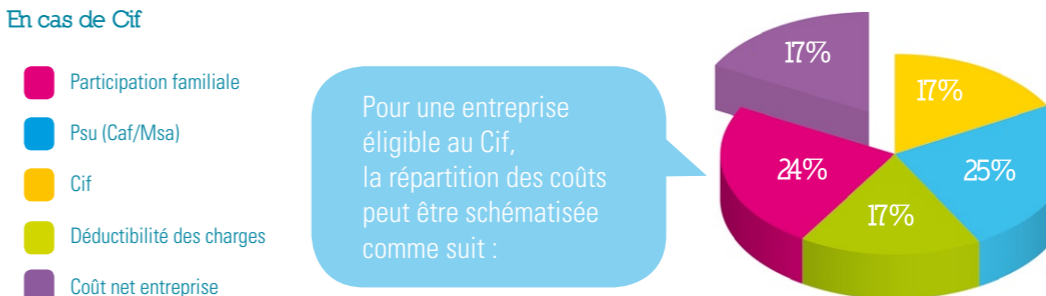 En cas de Cif
Participation familiale
Psu (Caf/Msa)
Cif
Déductibilité des charges
Coût net entreprise
Pour une entreprise
éligible au Cif,
la répartition des coûts
peut être schématisée
comme suit :
17%
17%
24%
25%
17%